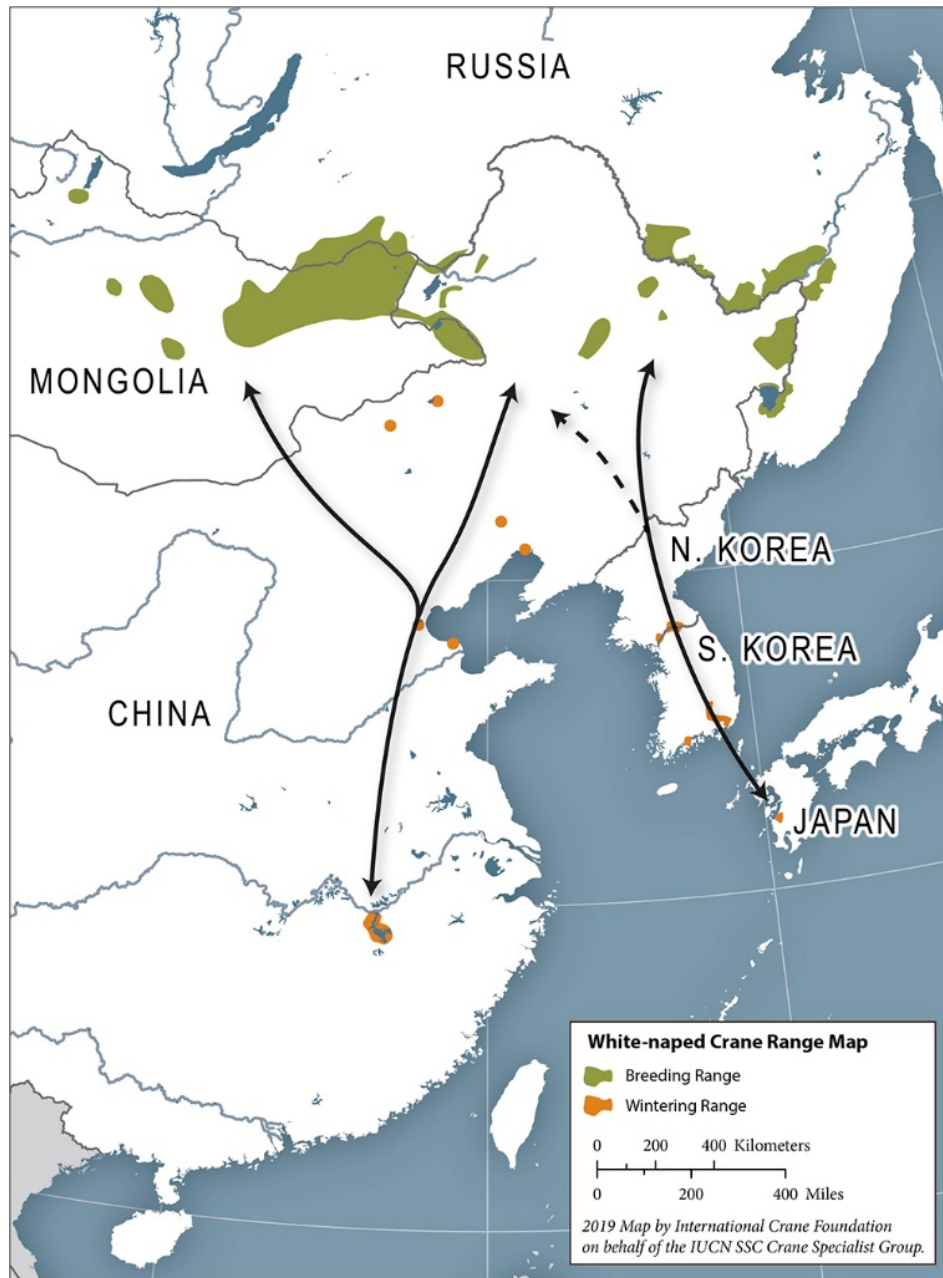 RUSSIA
MONGOLIA
N. KOREA
S. KOREA
CHINA
JAPAN
White-naped Crane Range Map
Breeding Range
Wintering Range
0 200 400 Kilometers
0 200 400 Miles
2019 Map by International Crane Foundation
on behalf of the IUCN SSC Crane Specialist Group.